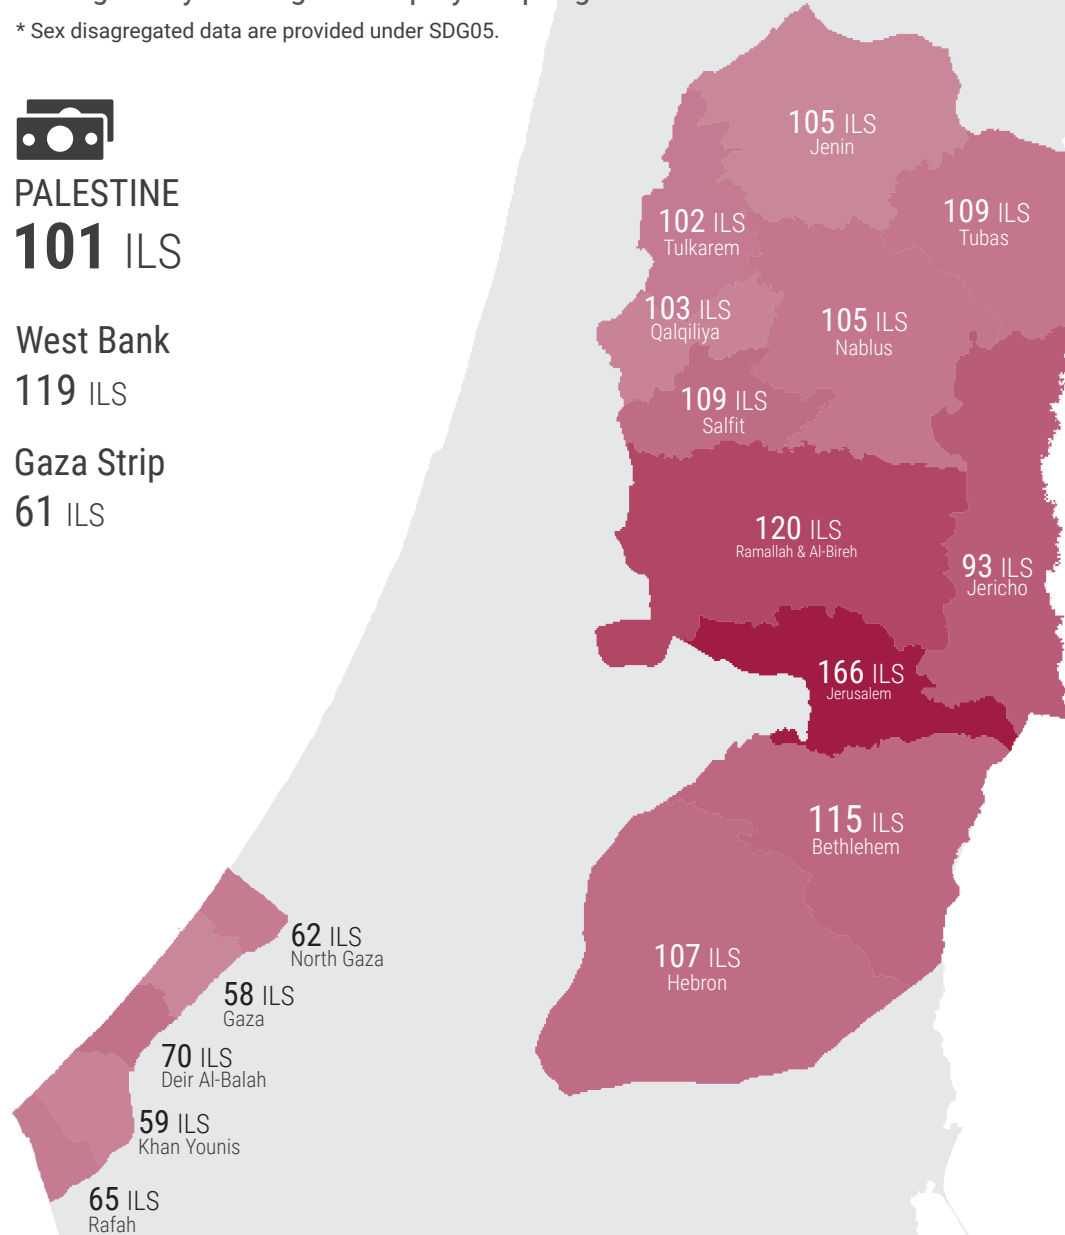 * Sex disagregated data are provided under SDG05.
PALESTINE
101 ILS
West Bank
119 ILS
Gaza Strip
61 ILS
105 ILS
Jenin
109 ILS
Tubas
102 ILS
Tulkarem
103 ILS
Qalqiliya
105 ILS
Nablus
109 ILS
Salfit
120 ILS
Ramallah & Al-Bireh
93 ILS
Jericho
166 ILS
Jerusalem
115 ILS
Bethlehem
107 ILS
Hebron
62 ILS
North Gaza
58 ILS
Gaza
70 ILS
Deir Al-Balah
59 ILS
Khan Younis
65 ILS
Rafah